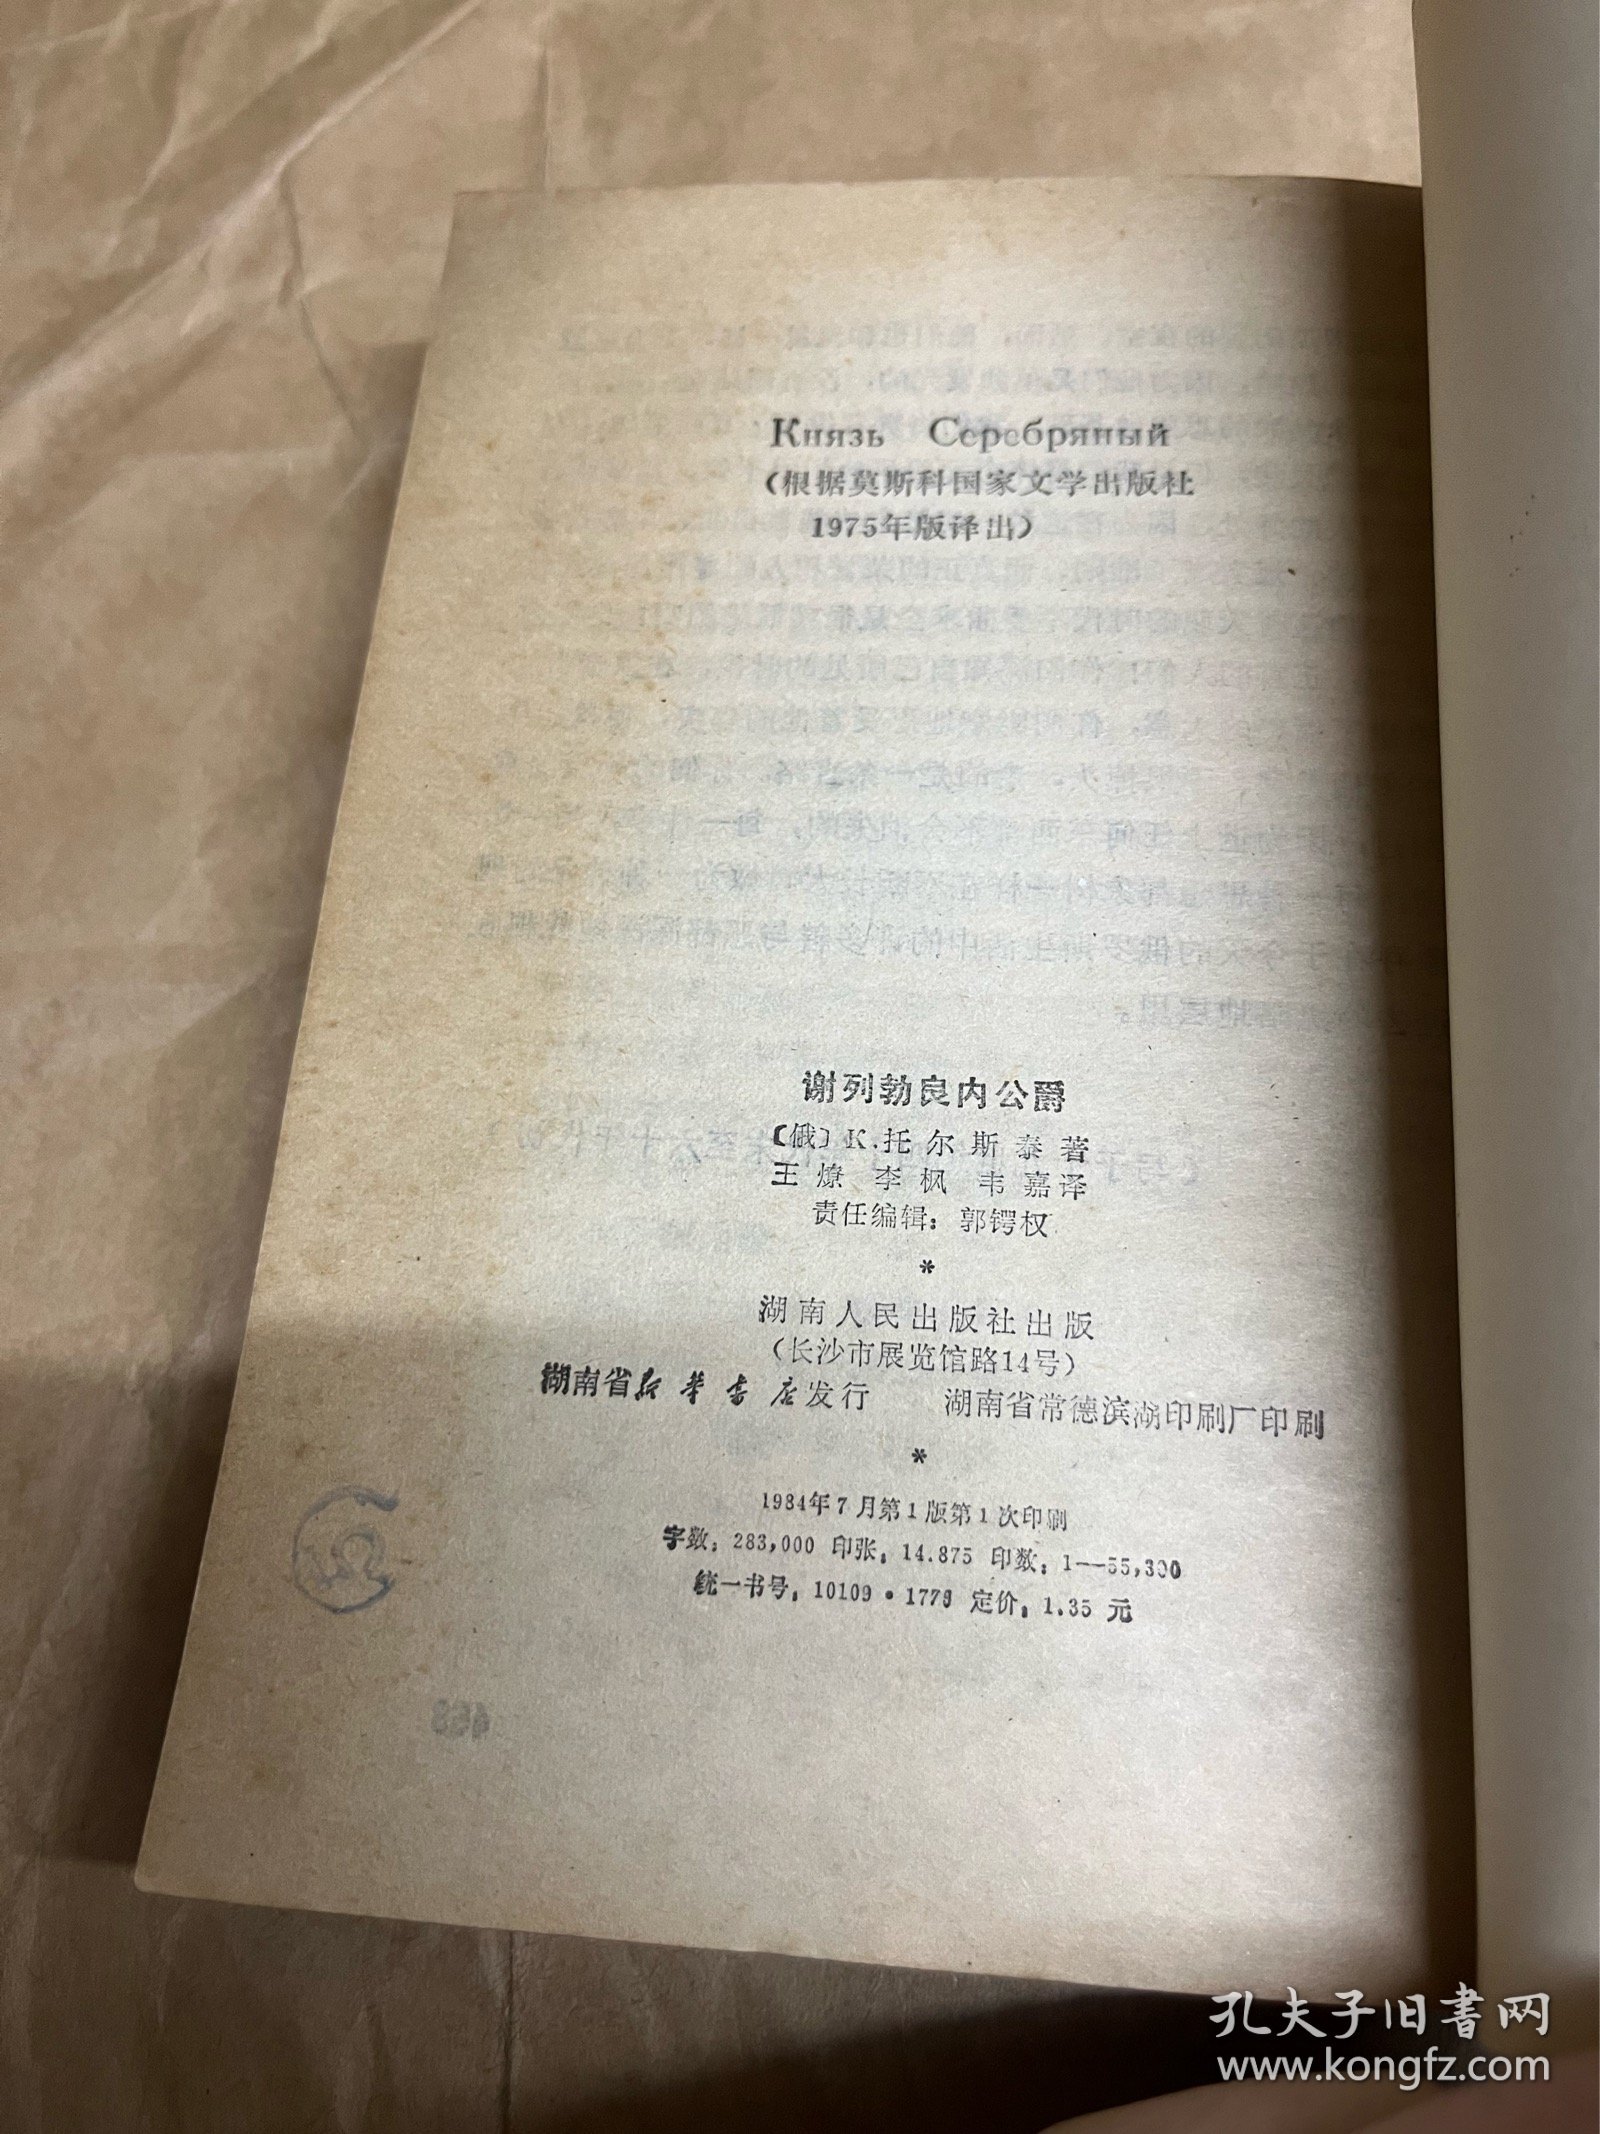 Князь Серебряный
(根据莫斯科国家文学出版社
1975年版译出)
谢列勃良内公爵
〔俄〕К.托尔斯泰著
王燎 李枫 韦嘉译
责任编辑：郭锷权
*
湖南人民出版社出版
(长沙市展览馆路14号)
湖南省新华书店发行 湖南省常德滨湖印刷厂印刷
*
1984年7月第1版第1次印刷
字数：283,000 印张：14.875 印数：1—55,300
统一书号：10109·1779 定价：1.35元
孔夫子旧书网
www.kongfz.com